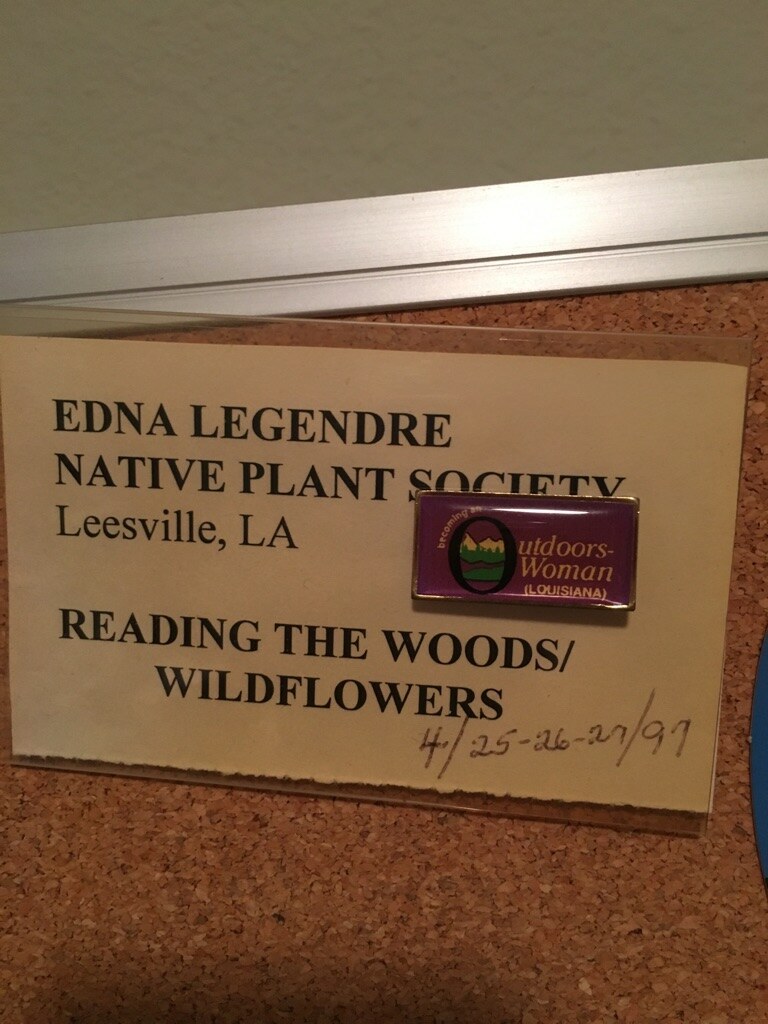 EDNA LEGENDRE
NATIVE PLANT SOCIETY
Leesville, LA
becoming an
Outdoors-
Woman
(LOUISIANA)
READING THE WOODS/
WILDFLOWERS
4/25-26-27/97